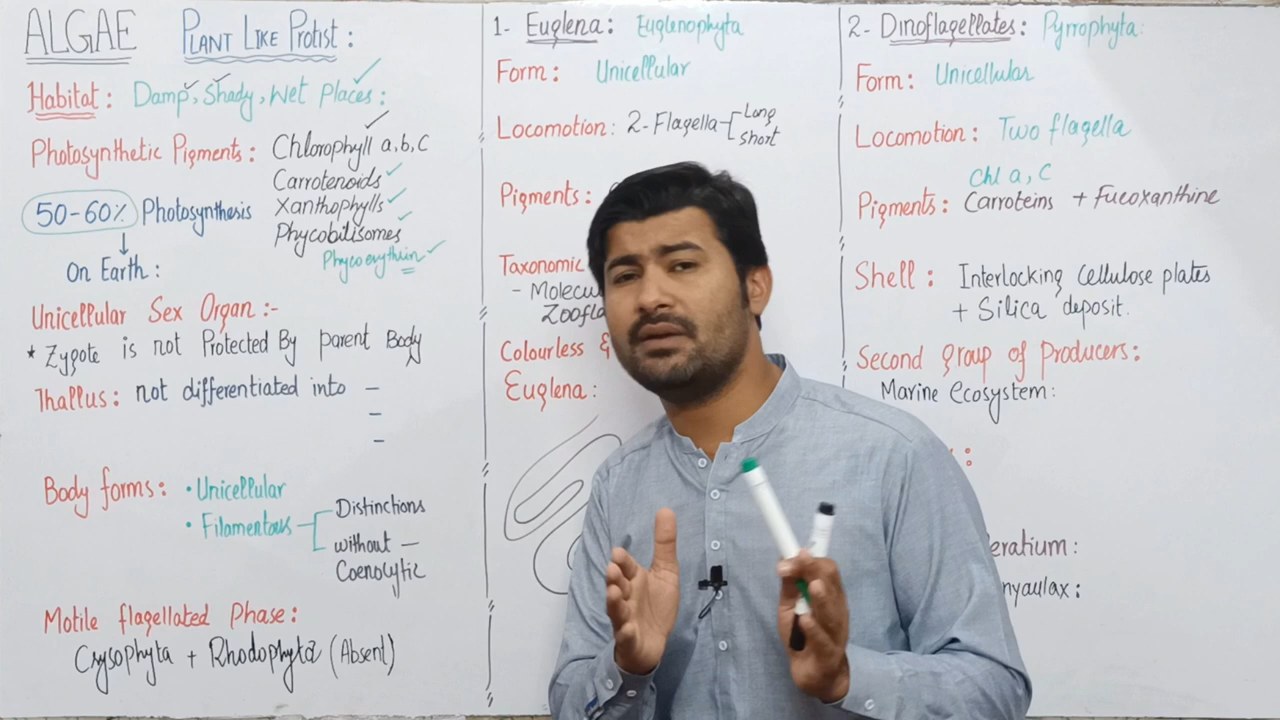 ALGAE Plant Like Protist :
Habitat : Damp, Shady, Wet Places :
Photosynthetic Pigments : Chlorophyll a, b, C
Carrotenoids
Xanthophylls
Phycobilisomes
Phycoerythrin
50-60% Photosynthesis
On Earth :
Unicellular Sex Organ :-
* Zygote is not Protected By parent Body
Thallus : not differentiated into -
-
-
Body forms : • Unicellular
• Filamentous
Distinctions
without -
Coenolytic
Motile flagellated Phase :
Crysophyta + Rhodophyta (Absent)
1- Euglena : Euglenophyta
Form : Unicellular
Locomotion : 2-Flagella
Long
short
Pigments :
Taxonomic
- Molecu
Zoofla
Colourless &
Euglena :
2- Dinoflagellates : Pyrrophyta :
Form : Unicellular
Locomotion : Two flagella
Chl a, C
Pigments : Carroteins + Fucoxanthine
Shell : Interlocking cellulose plates
+ Silica deposit.
Second group of Producers :
Marine Ecosystem :
:
eratium :
nyaulax :